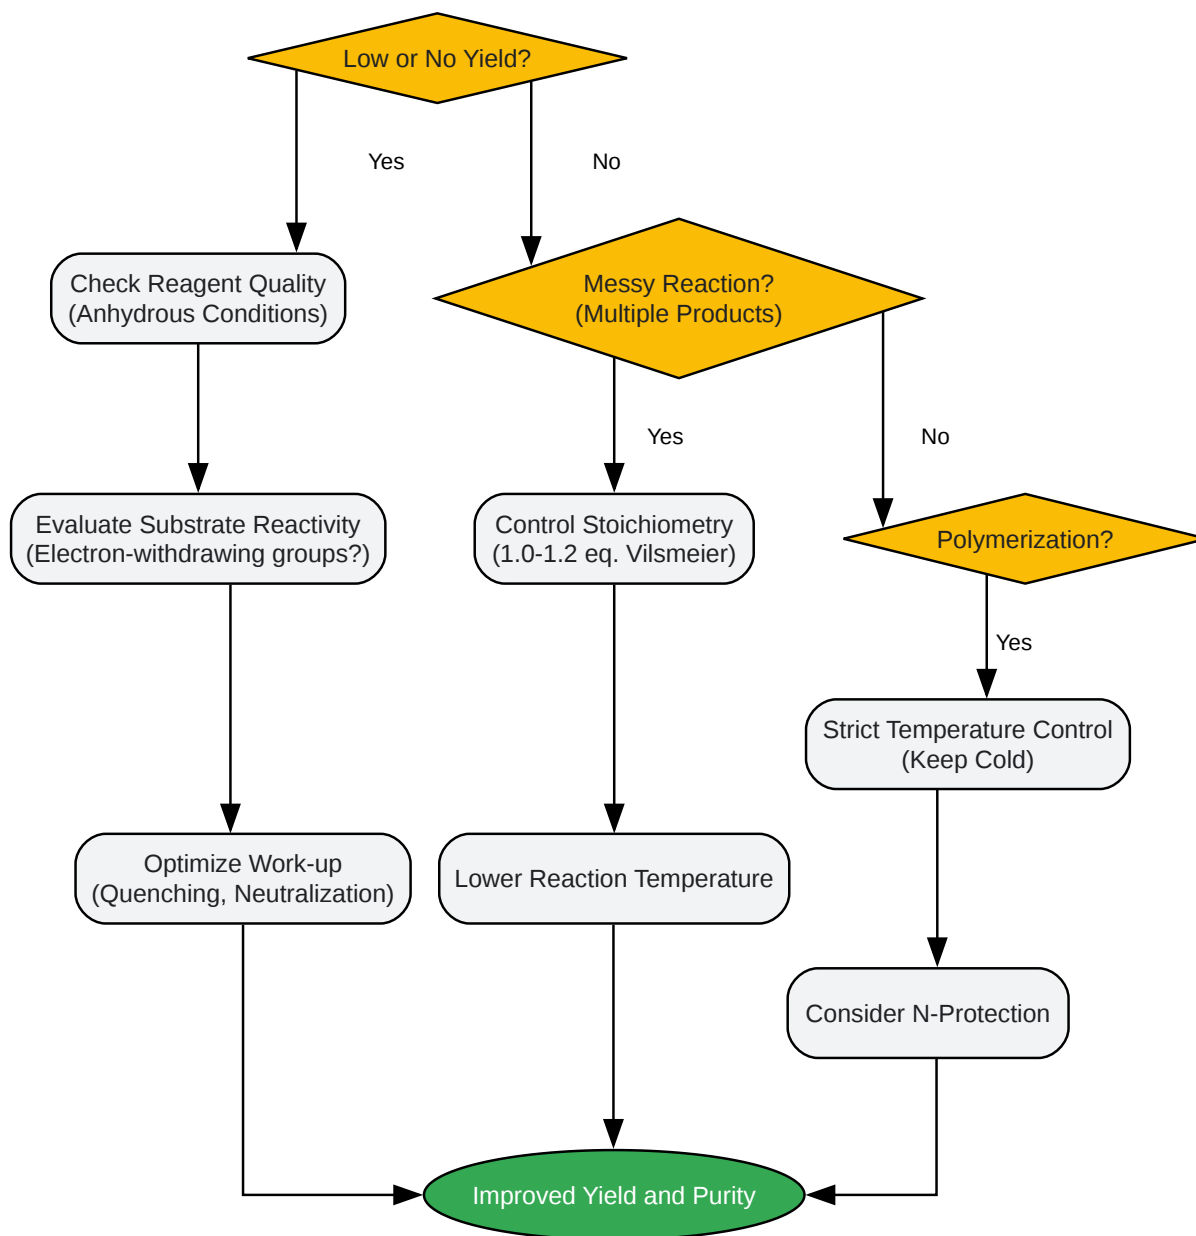 Low or No Yield?
Yes
No
Check Reagent Quality
(Anhydrous Conditions)
Messy Reaction?
(Multiple Products)
Yes
No
Evaluate Substrate Reactivity
(Electron-withdrawing groups?)
Control Stoichiometry
(1.0-1.2 eq. Vilsmeier)
Polymerization?
Yes
Strict Temperature Control
(Keep Cold)
Optimize Work-up
(Quenching, Neutralization)
Lower Reaction Temperature
Consider N-Protection
Improved Yield and Purity